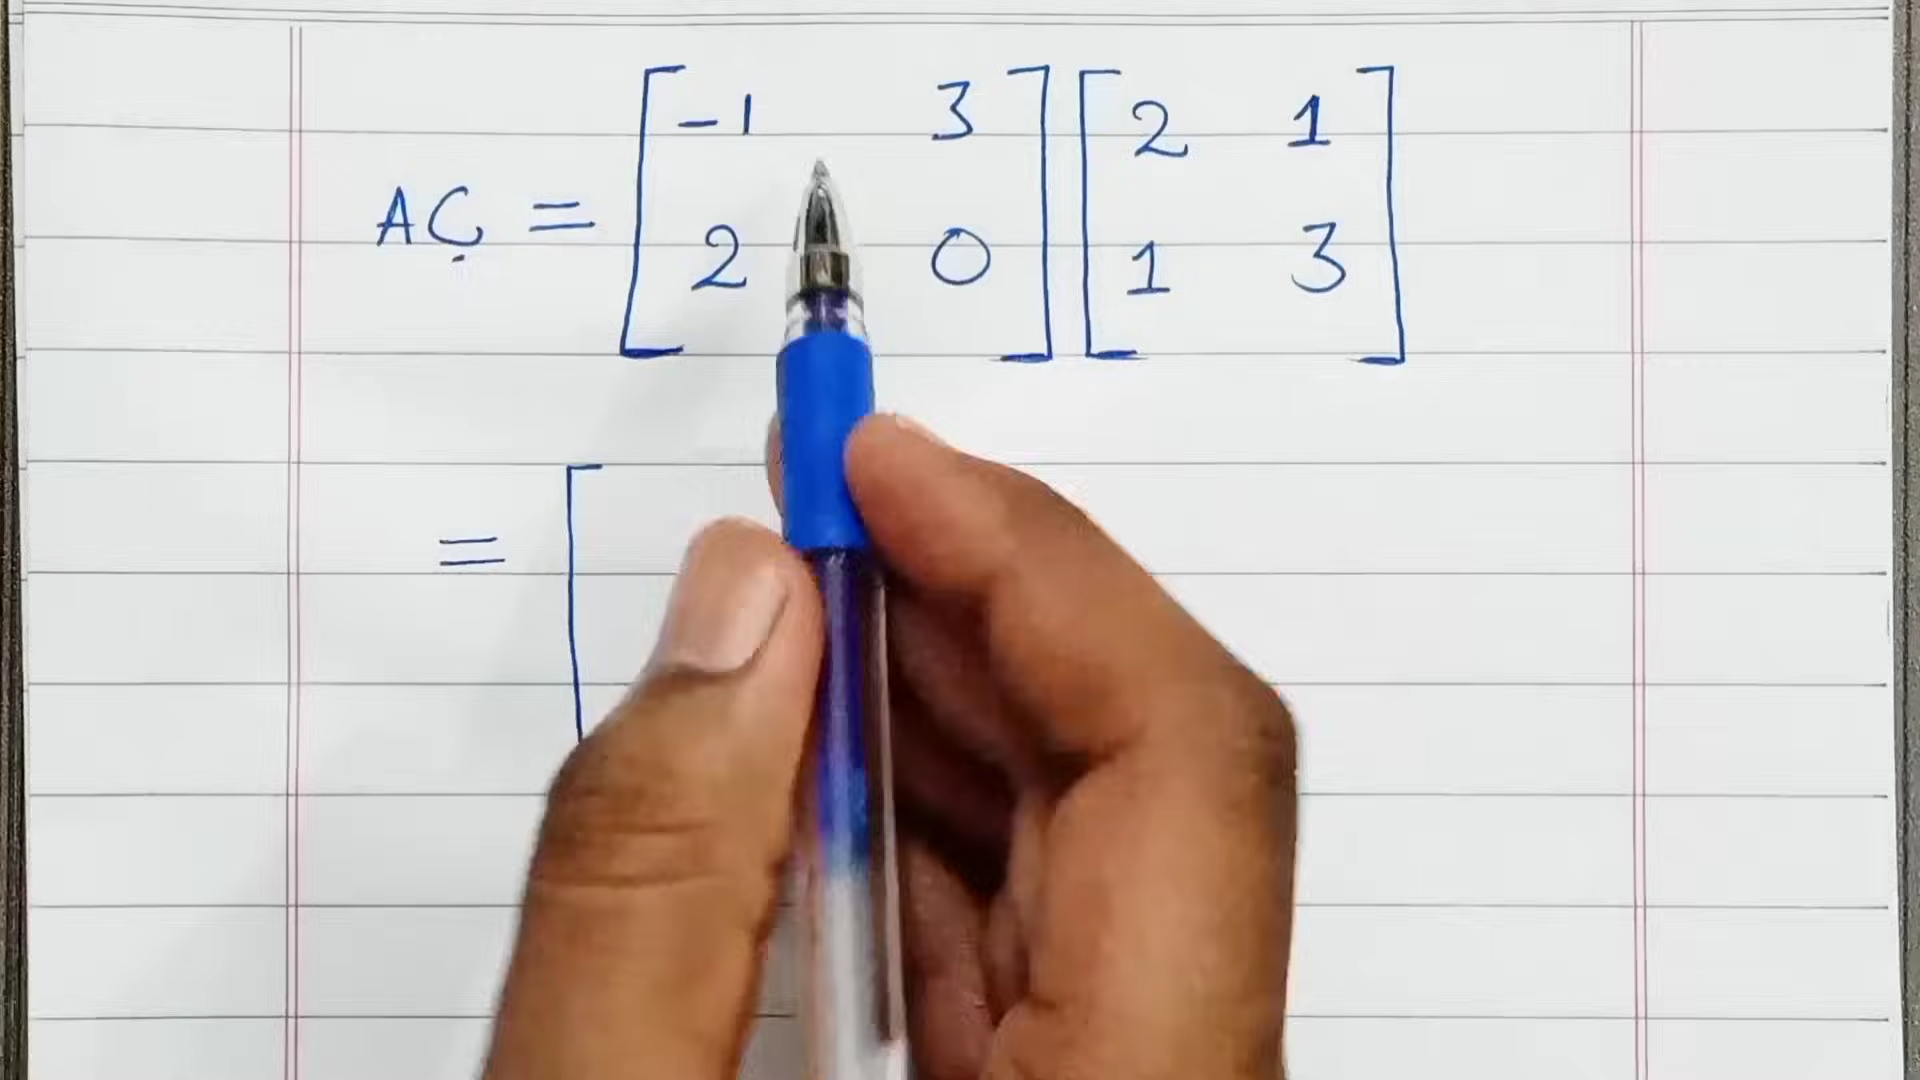 AC = [ -1 3 ] [ 2 1 ]
[ 2 0 ] [ 1 3 ]
= [